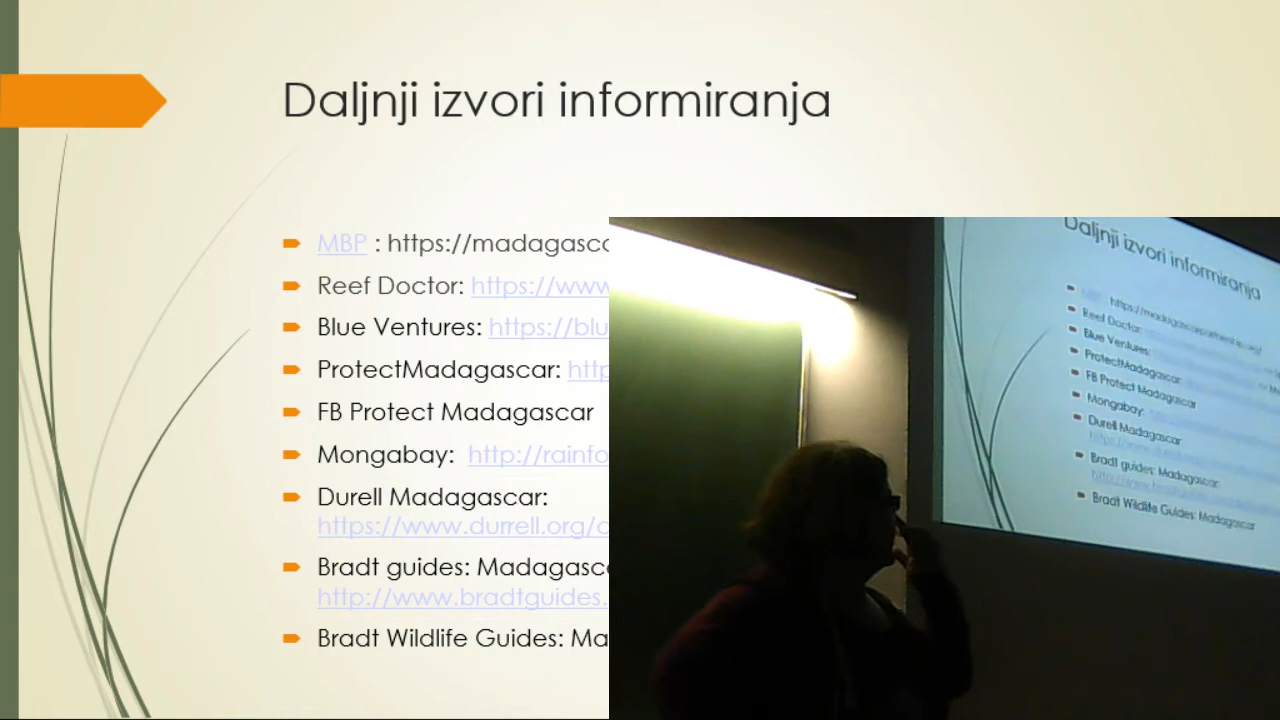 Daljnji izvori informiranja
MBP : https://madagasc
Reef Doctor: https://www
Blue Ventures: https://blu
ProtectMadagascar: http
FB Protect Madagascar
Mongabay: http://rainfo
Durell Madagascar:
https://www.durrell.org/
Bradt guides: Madagasc
http://www.bradtguides.
Bradt Wildlife Guides: Ma
Daljnji izvori informiranja
https://madagascarpartnership.org/
Reef Doctor:
Blue Ventures:
ProtectMadagascar:
FB Protect Madagascar
Mongabay:
Durell Madagascar
Bradt guides: Madagascar:
Bradt Wildlife Guides: Madagascar